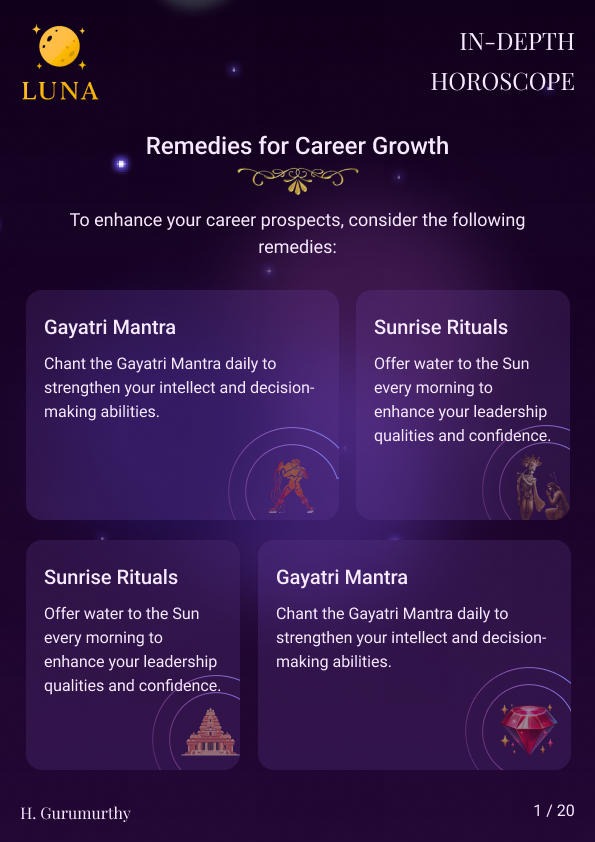 LUNA
IN-DEPTH
HOROSCOPE
Remedies for Career Growth
To enhance your career prospects, consider the following
remedies:
Gayatri Mantra
Chant the Gayatri Mantra daily to
strengthen your intellect and decision-
making abilities.
Sunrise Rituals
Offer water to the Sun
every morning to
enhance your leadership
qualities and confidence.
Sunrise Rituals
Offer water to the Sun
every morning to
enhance your leadership
qualities and confidence.
Gayatri Mantra
Chant the Gayatri Mantra daily to
strengthen your intellect and decision-
making abilities.
H. Gurumurthy
1 / 20